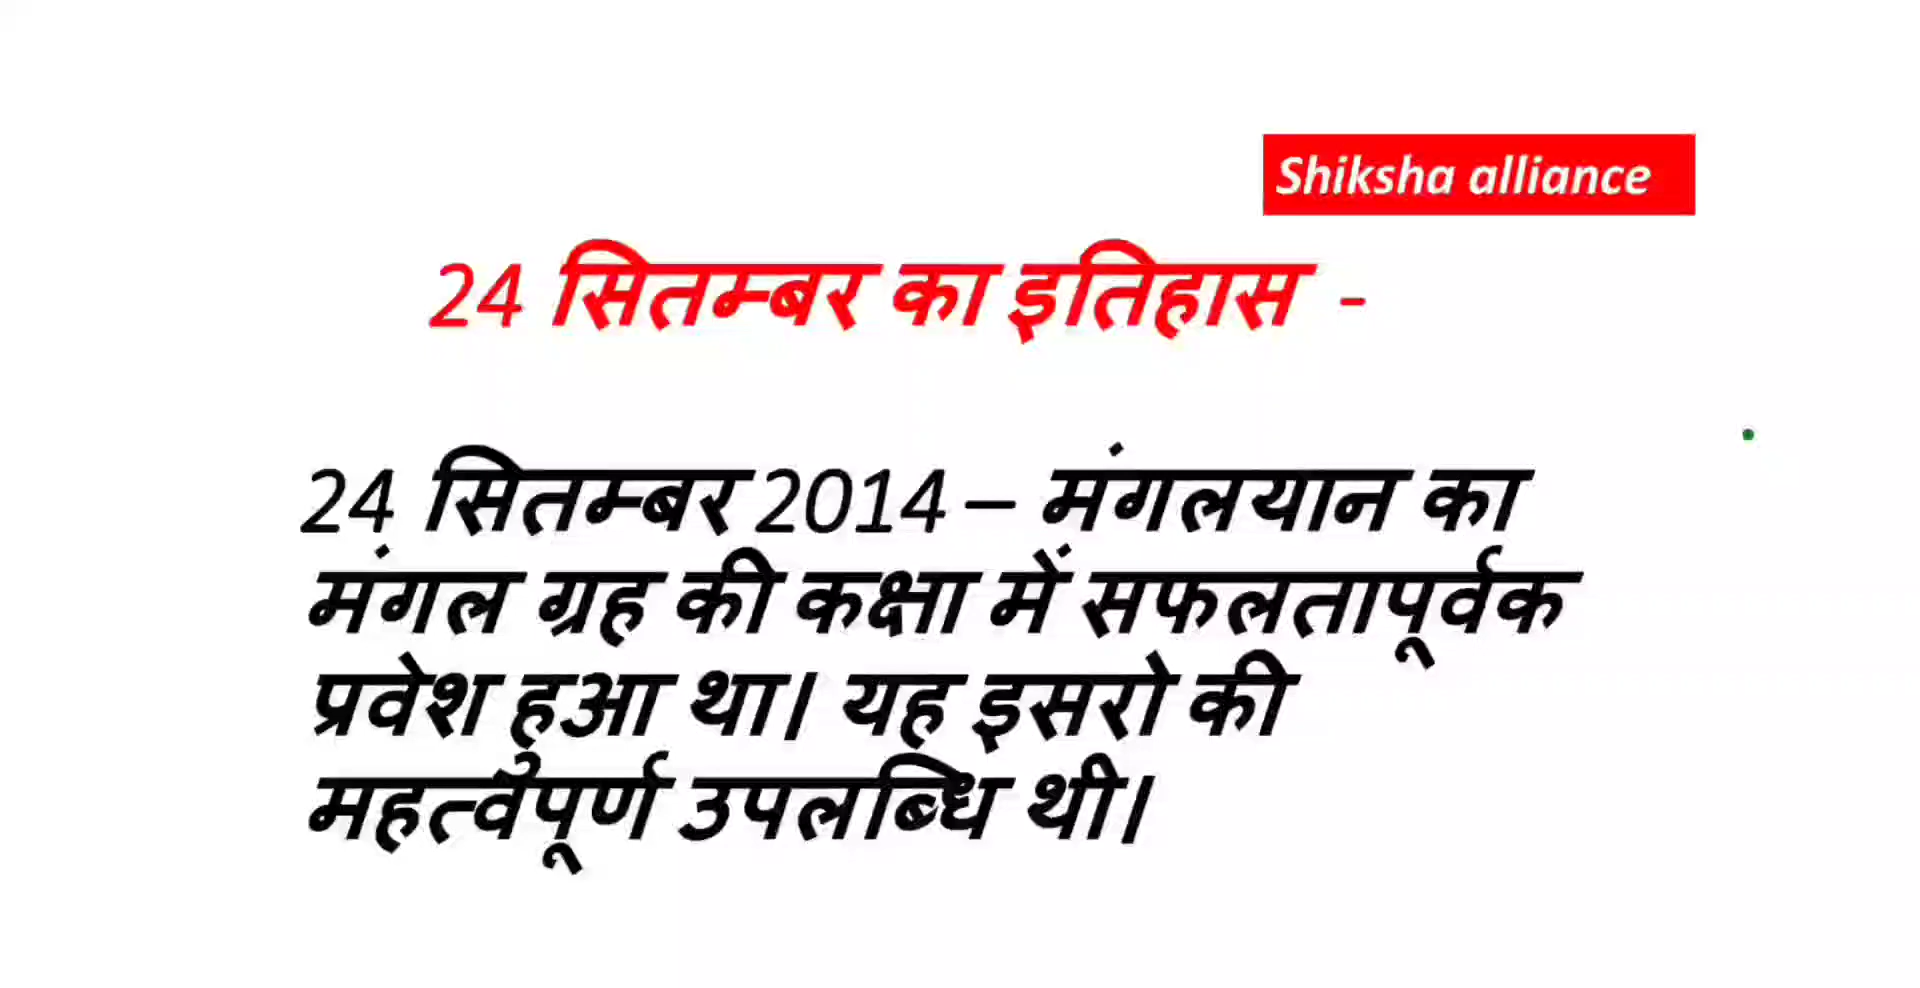 Shiksha alliance
24 सितम्बर का इतिहास -
24 सितम्बर 2014 – मंगलयान का
मंगल ग्रह की कक्षा में सफलतापूर्वक
प्रवेश हुआ था। यह इसरो की
महत्वपूर्ण उपलब्धि थी।